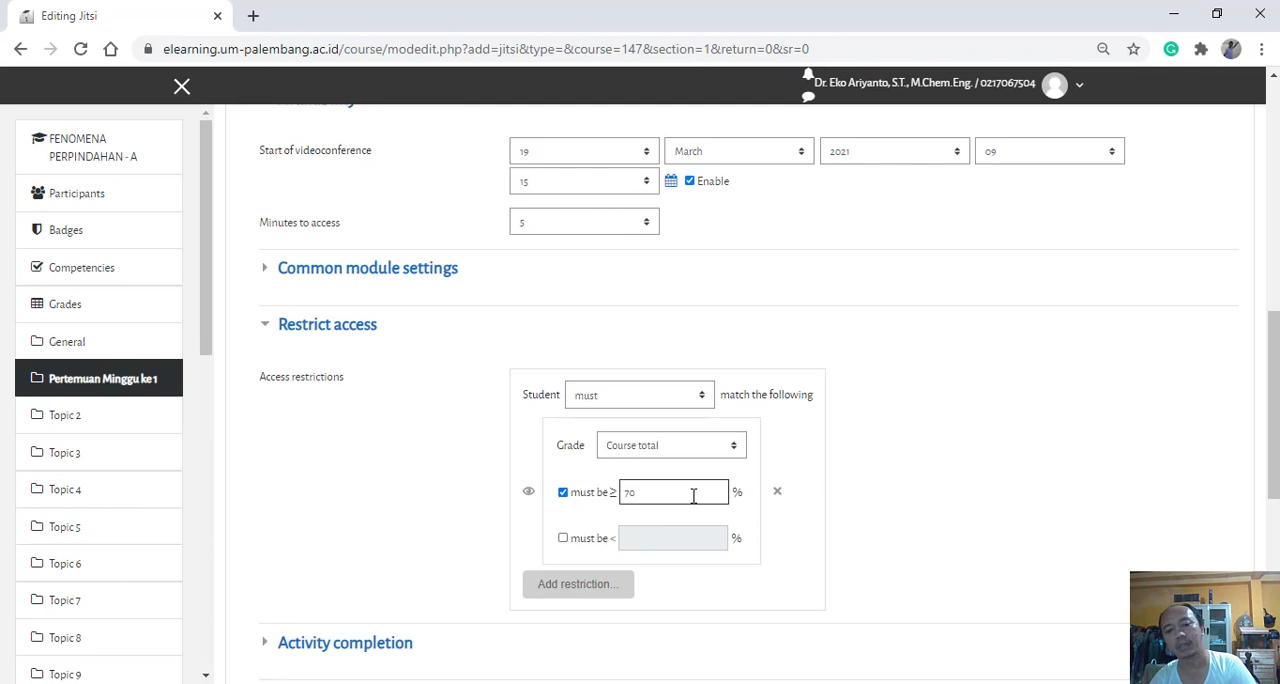 Editing Jitsi
elearning.um-palembang.ac.id/course/modedit.php?add=jitsi&type=&course=147&section=1&return=0&sr=0
Dr. Eko Ariyanto, S.T., M.Chem.Eng. / 0217067504
FENOMENA
PERPINDAHAN - A
Participants
Badges
Competencies
Grades
General
Pertemuan Minggu ke 1
Topic 2
Topic 3
Topic 4
Topic 5
Topic 6
Topic 7
Topic 8
Topic 9
Start of videoconference
19 March 2021 09
15 Enable
Minutes to access
5
Common module settings
Restrict access
Access restrictions
Student must match the following
Grade Course total
must be ≥ 70 %
must be < %
Add restriction...
Activity completion